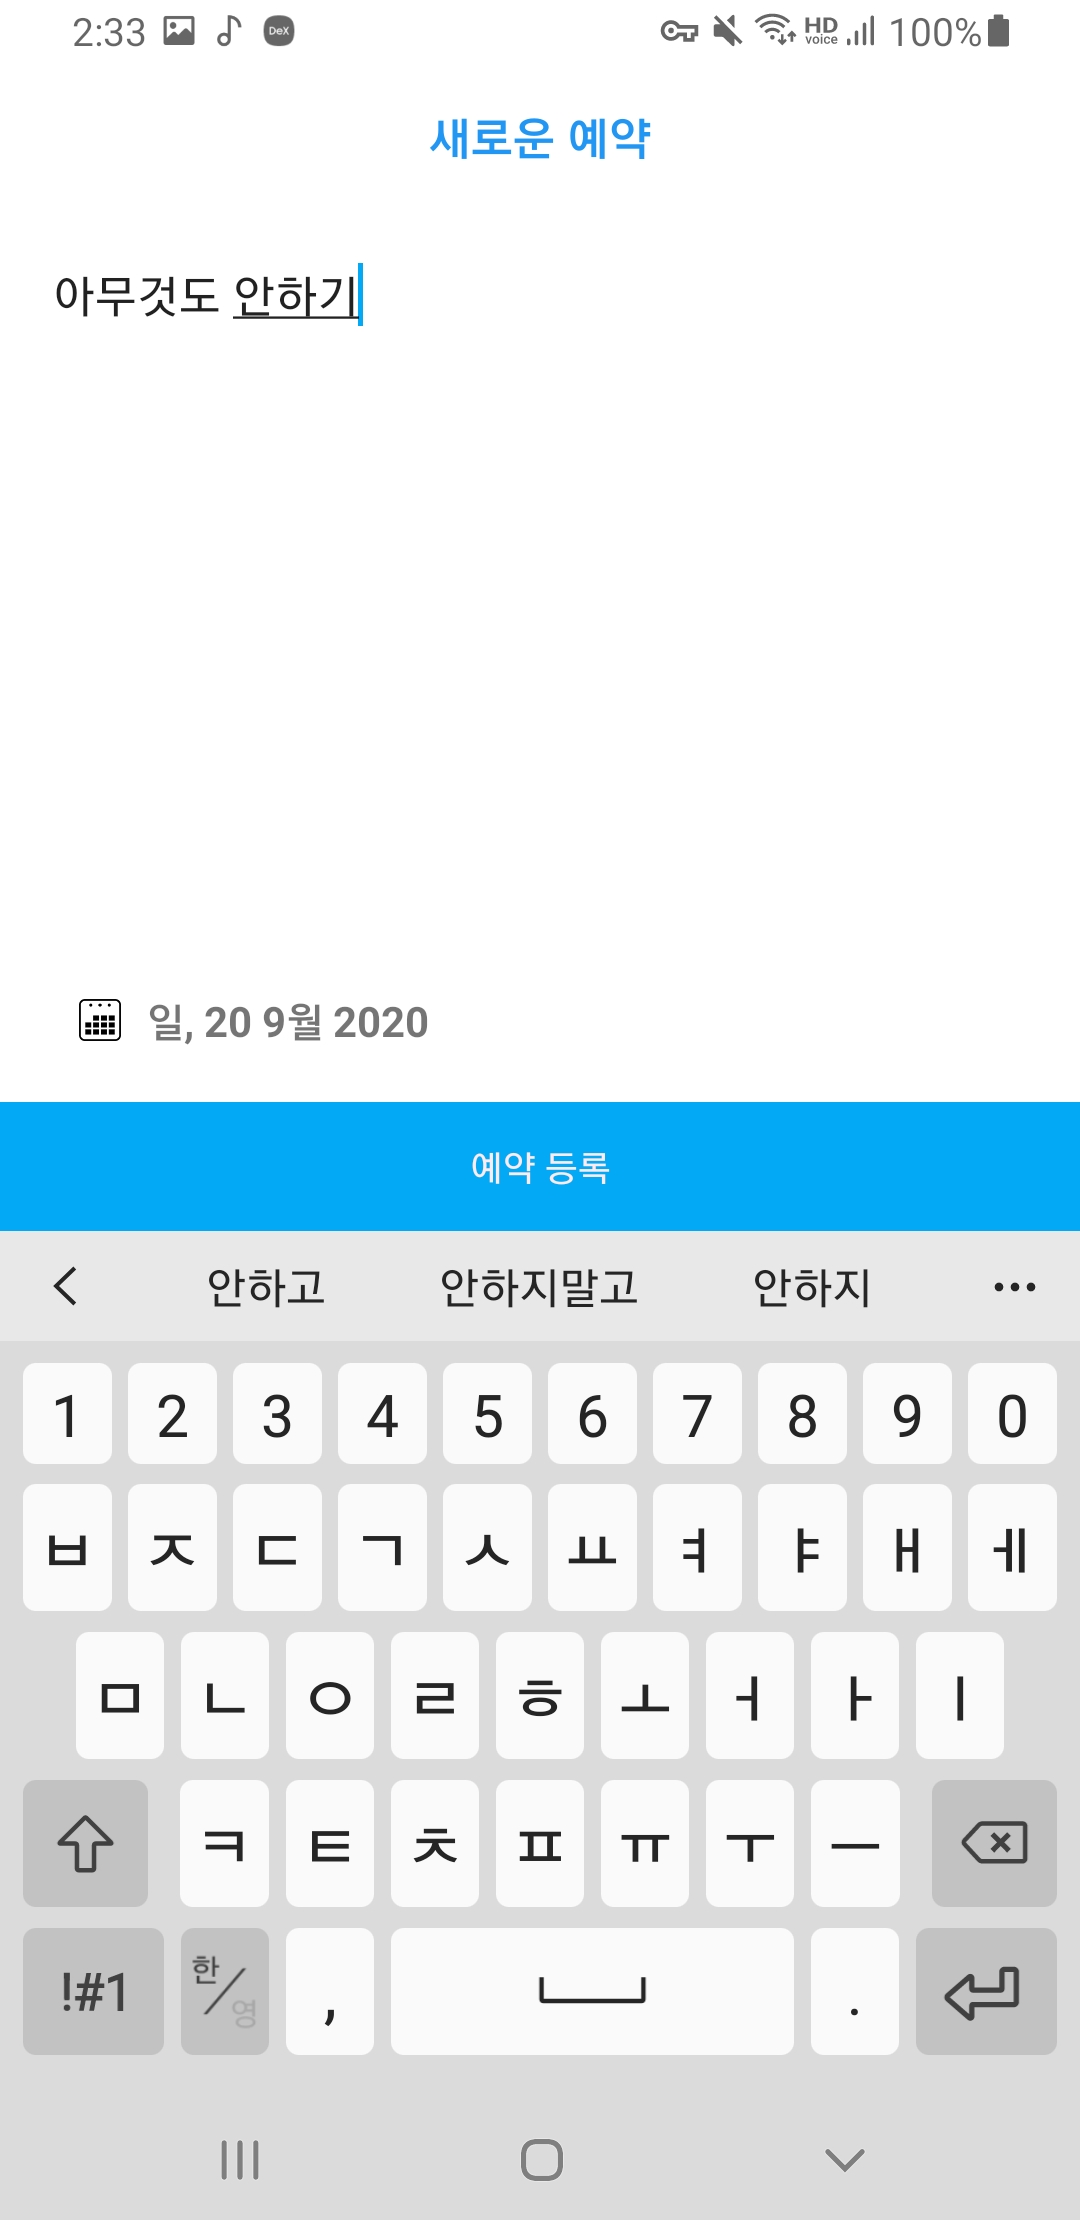 2:33 DeX HD voice 100%
새로운 예약
아무것도 안하기
일, 20 9월 2020
예약 등록
안하고 안하지말고 안하지 •••
1 2 3 4 5 6 7 8 9 0
ㅂ ㅈ ㄷ ㄱ ㅅ ㅛ ㅕ ㅑ ㅐ ㅔ
ㅁ ㄴ ㅇ ㄹ ㅎ ㅗ ㅓ ㅏ ㅣ
ㅋ ㅌ ㅊ ㅍ ㅠ ㅜ ㅡ
!#1 한/영 , .